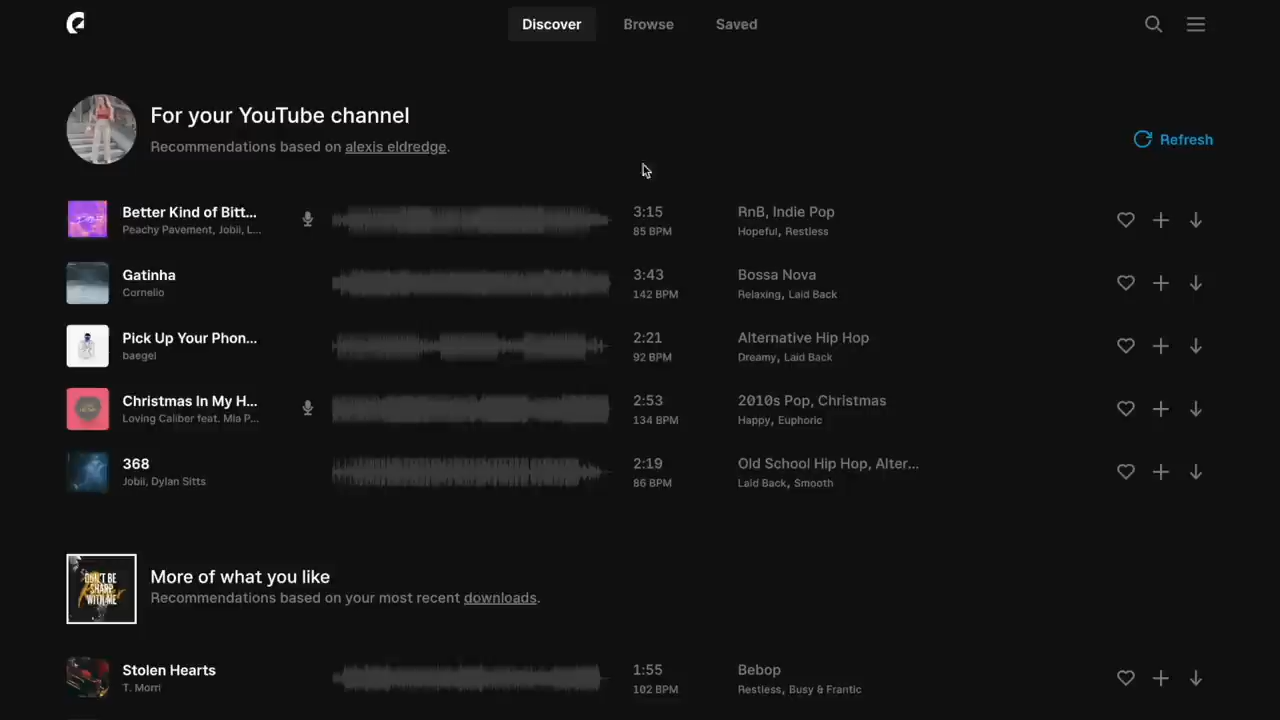 Discover Browse Saved
For your YouTube channel
Recommendations based on alexis eldredge.
Refresh
Better Kind of Bitt... 3:15 RnB, Indie Pop
Peachy Pavement, Jobii, L... 85 BPM Hopeful, Restless
Gatinha 3:43 Bossa Nova
Cornelio 142 BPM Relaxing, Laid Back
Pick Up Your Phon... 2:21 Alternative Hip Hop
baegel 92 BPM Dreamy, Laid Back
Christmas In My H... 2:53 2010s Pop, Christmas
Loving Caliber feat. Mia P... 134 BPM Happy, Euphoric
368 2:19 Old School Hip Hop, Alter...
Jobii, Dylan Sitts 86 BPM Laid Back, Smooth
DON'T BE
SHARP
WITH ME
More of what you like
Recommendations based on your most recent downloads.
Stolen Hearts 1:55 Bebop
T. Morri 102 BPM Restless, Busy & Frantic